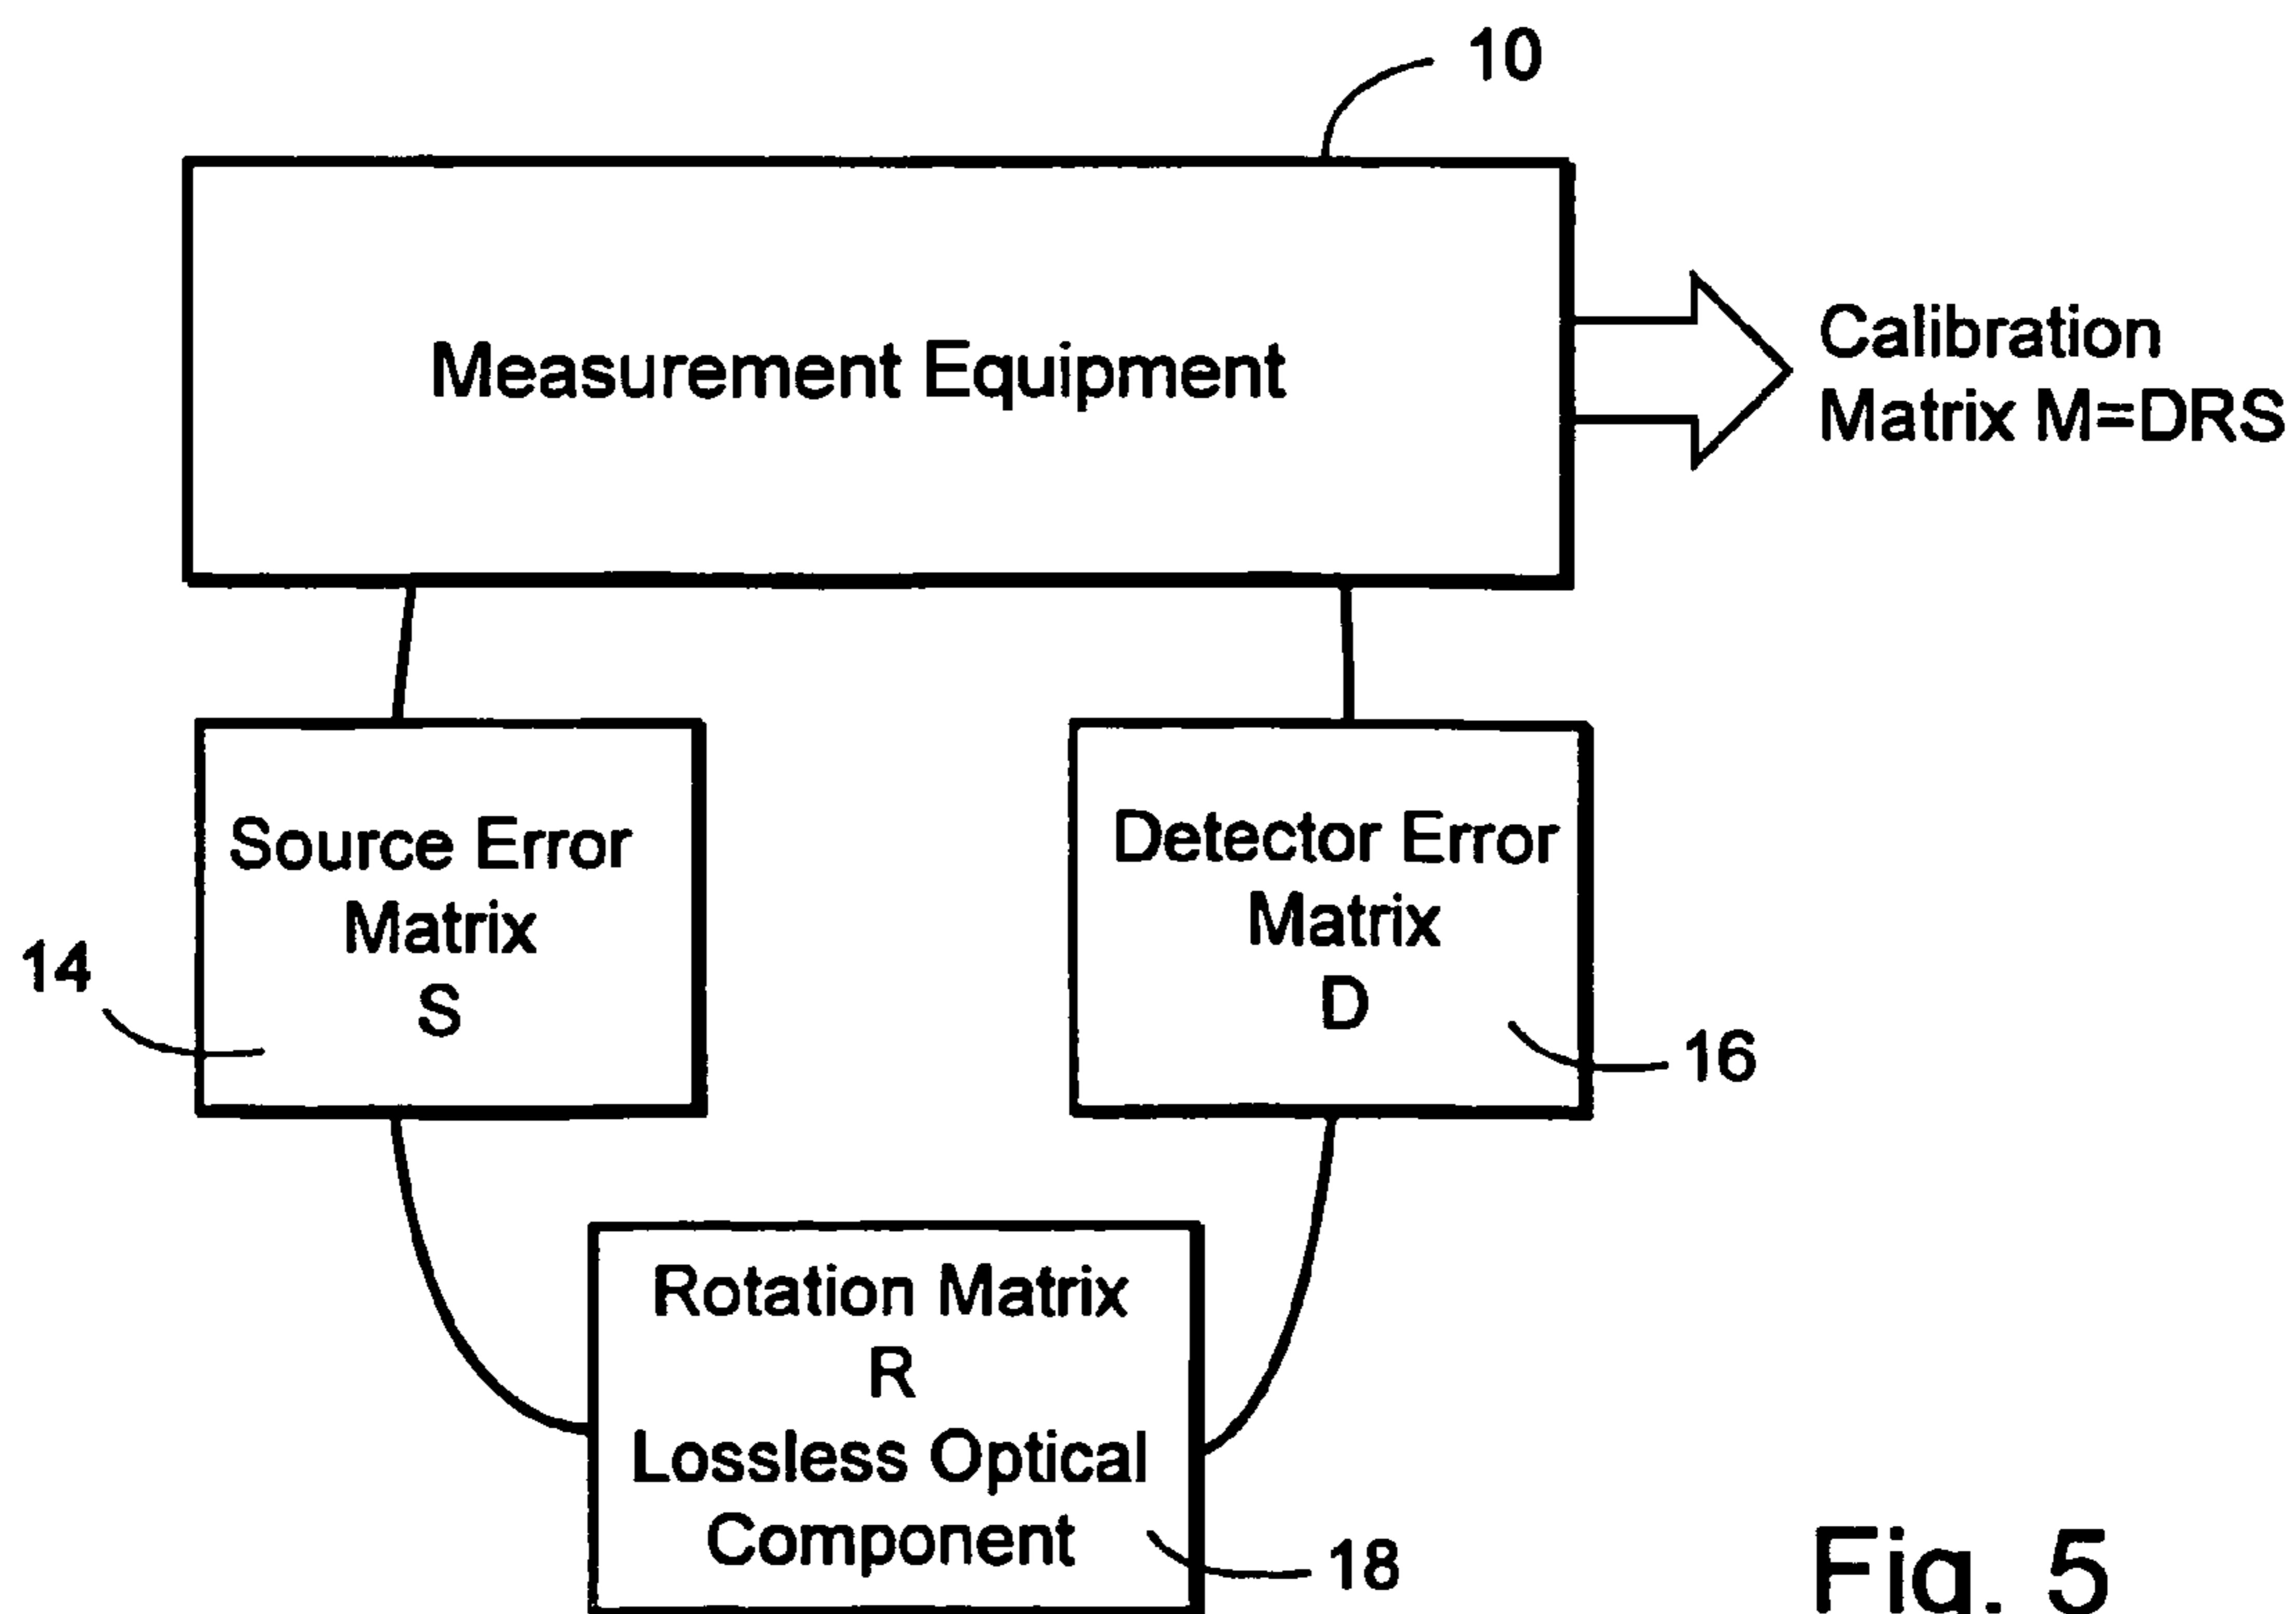 10
Measurement Equipment
Calibration
Matrix M=DRS
Source Error
Matrix
S
14
Detector Error
Matrix
D
16
Rotation Matrix
R
Lossless Optical
Component
18
Fig. 5